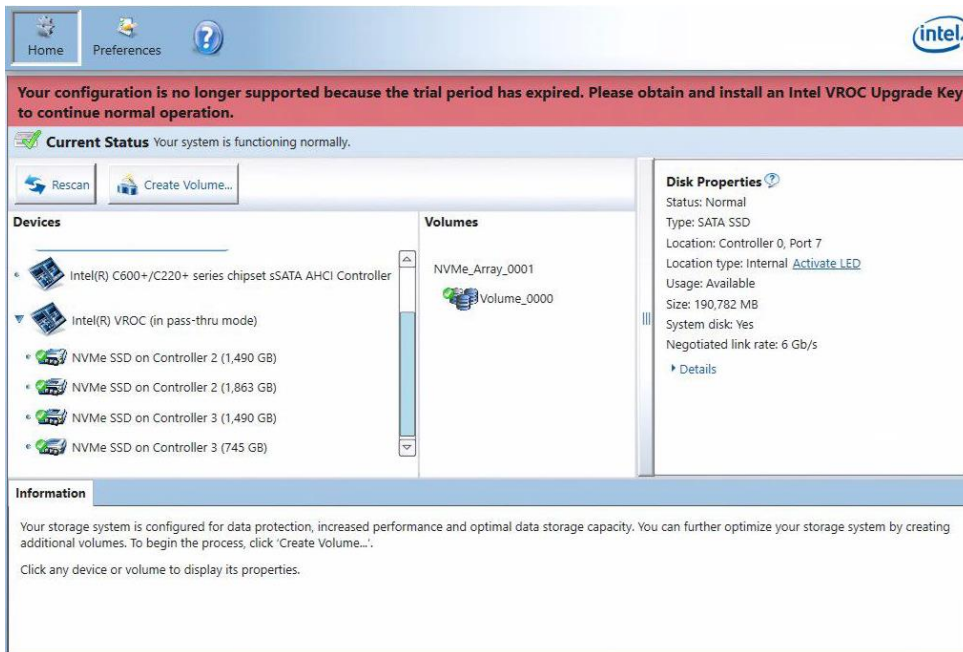 Home
Preferences
?
intel
Your configuration is no longer supported because the trial period has expired. Please obtain and install an Intel VROC Upgrade Key
to continue normal operation.
Current Status Your system is functioning normally.
Rescan
Create Volume...
Devices
Intel(R) C600+/C220+ series chipset sSATA AHCI Controller
Intel(R) VROC (in pass-thru mode)
NVMe SSD on Controller 2 (1,490 GB)
NVMe SSD on Controller 2 (1,863 GB)
NVMe SSD on Controller 3 (1,490 GB)
NVMe SSD on Controller 3 (745 GB)
Volumes
NVMe_Array_0001
Volume_0000
Disk Properties ?
Status: Normal
Type: SATA SSD
Location: Controller 0, Port 7
Location type: Internal Activate LED
Usage: Available
Size: 190,782 MB
System disk: Yes
Negotiated link rate: 6 Gb/s
Details
Information
Your storage system is configured for data protection, increased performance and optimal data storage capacity. You can further optimize your storage system by creating
additional volumes. To begin the process, click 'Create Volume...'.
Click any device or volume to display its properties.